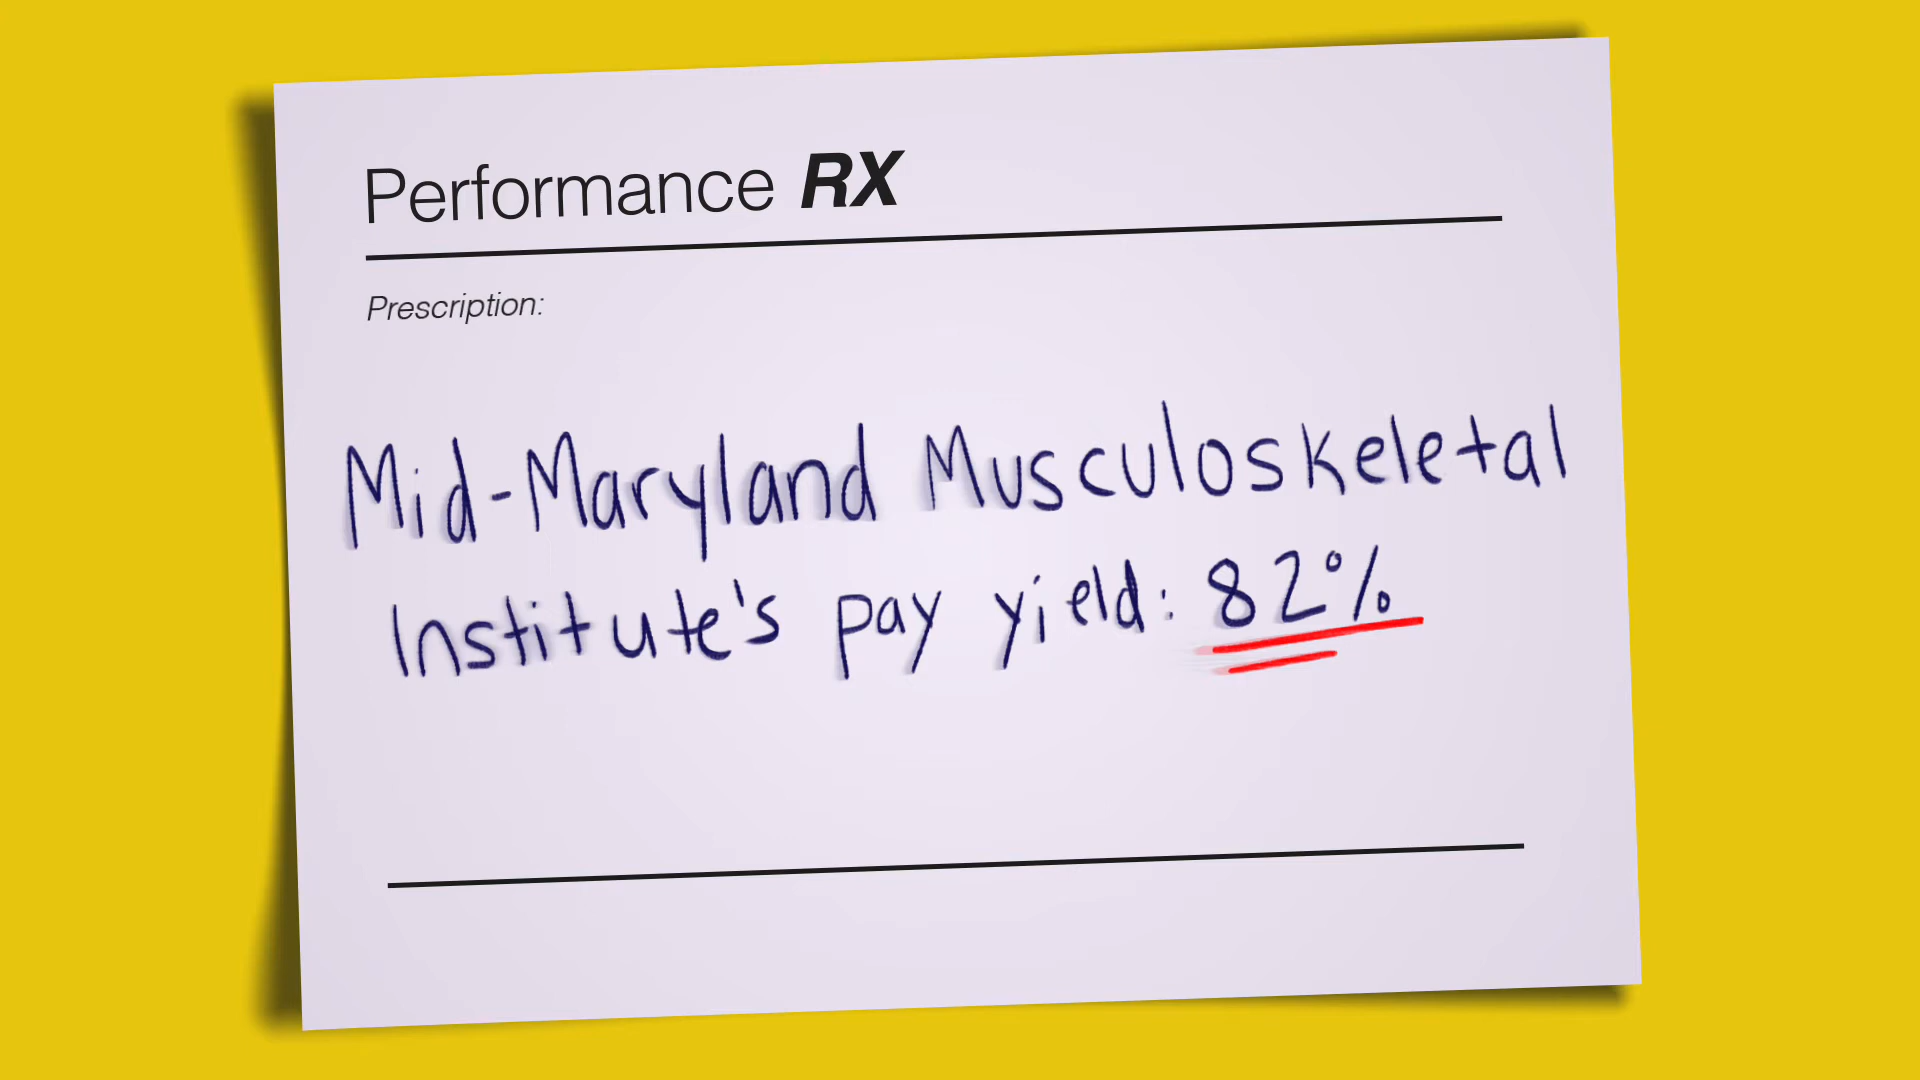 Performance RX
Prescription:
Mid-Maryland Musculoskeletal
Institute's pay yield: 82%